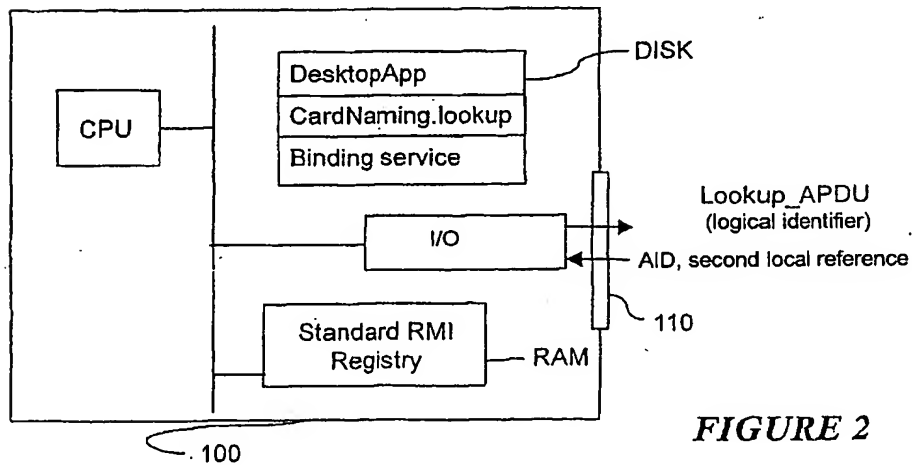 DISK
DesktopApp
CardNaming.lookup
Binding service
CPU
Lookup_APDU
(logical identifier)
I/O
AID, second local reference
110
Standard RMI
Registry
RAM
100
FIGURE 2